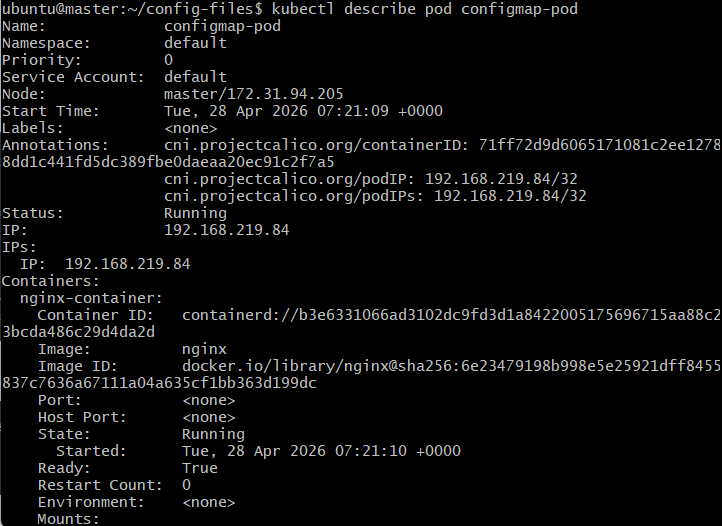 ubuntu@master:~/config-files$ kubectl describe pod configmap-pod
Name:             configmap-pod
Namespace:        default
Priority:         0
Service Account:  default
Node:             master/172.31.94.205
Start Time:       Tue, 28 Apr 2026 07:21:09 +0000
Labels:           <none>
Annotations:      cni.projectcalico.org/containerID: 71ff72d9d6065171081c2ee1278
8dd1c441fd5dc389fbe0daeaa20ec91c2f7a5
                  cni.projectcalico.org/podIP: 192.168.219.84/32
                  cni.projectcalico.org/podIPs: 192.168.219.84/32
Status:           Running
IP:               192.168.219.84
IPs:
  IP:  192.168.219.84
Containers:
  nginx-container:
    Container ID:   containerd://b3e6331066ad3102dc9fd3d1a8422005175696715aa88c2
3bcda486c29d4da2d
    Image:          nginx
    Image ID:       docker.io/library/nginx@sha256:6e23479198b998e5e25921dff8455
837c7636a67111a04a635cf1bb363d199dc
    Port:           <none>
    Host Port:      <none>
    State:          Running
      Started:      Tue, 28 Apr 2026 07:21:10 +0000
    Ready:          True
    Restart Count:  0
    Environment:    <none>
    Mounts: